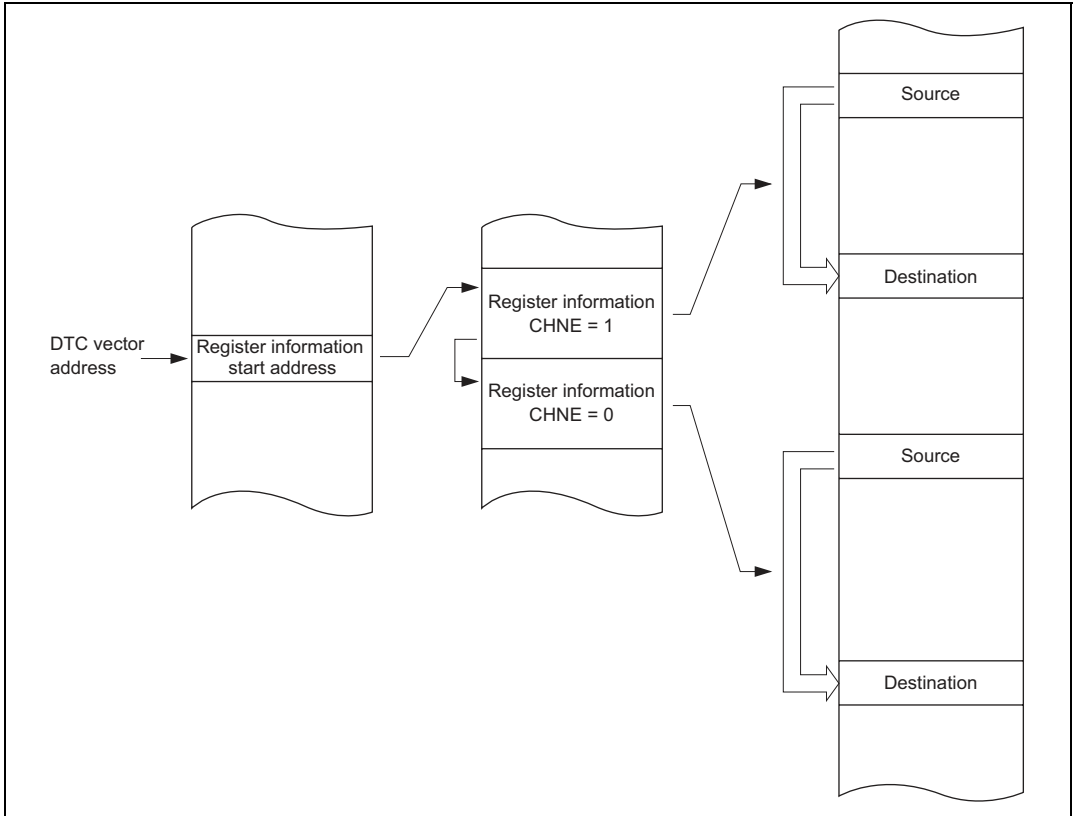 DTC vector
address
Register information
start address
Register information
CHNE = 1
Register information
CHNE = 0
Source
Destination
Source
Destination